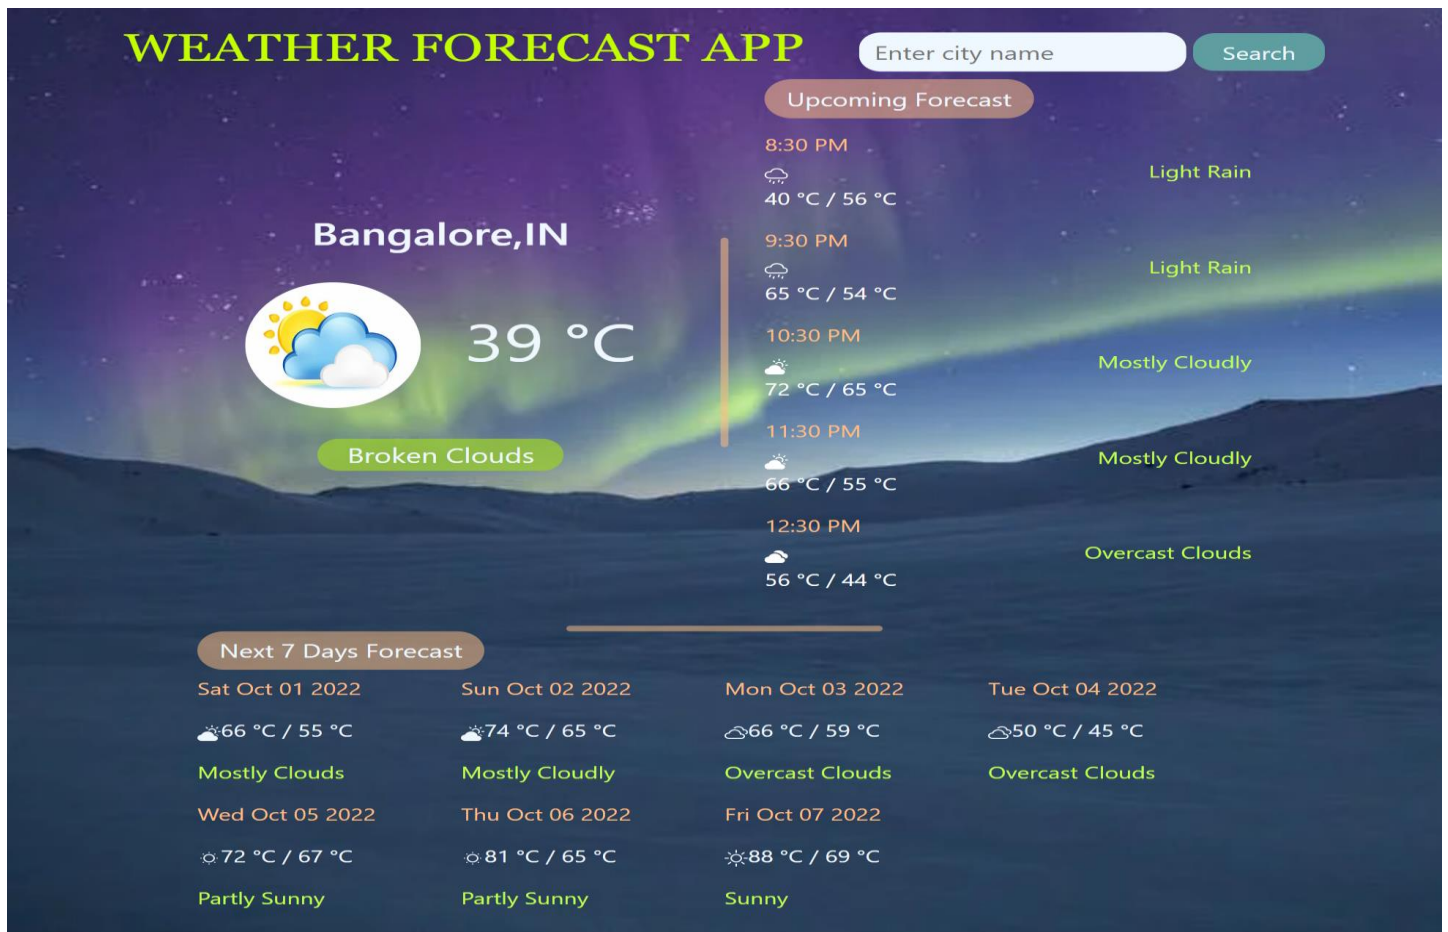 WEATHER FORECAST APP
Enter city name
Search
Upcoming Forecast
8:30 PM
Light Rain
40 °C / 56 °C
9:30 PM
Light Rain
65 °C / 54 °C
10:30 PM
Mostly Cloudly
72 °C / 65 °C
11:30 PM
Mostly Cloudly
66 °C / 55 °C
12:30 PM
Overcast Clouds
56 °C / 44 °C
Bangalore,IN
39 °C
Broken Clouds
Next 7 Days Forecast
Sat Oct 01 2022
66 °C / 55 °C
Mostly Clouds
Sun Oct 02 2022
74 °C / 65 °C
Mostly Cloudly
Mon Oct 03 2022
66 °C / 59 °C
Overcast Clouds
Tue Oct 04 2022
50 °C / 45 °C
Overcast Clouds
Wed Oct 05 2022
72 °C / 67 °C
Partly Sunny
Thu Oct 06 2022
81 °C / 65 °C
Partly Sunny
Fri Oct 07 2022
88 °C / 69 °C
Sunny